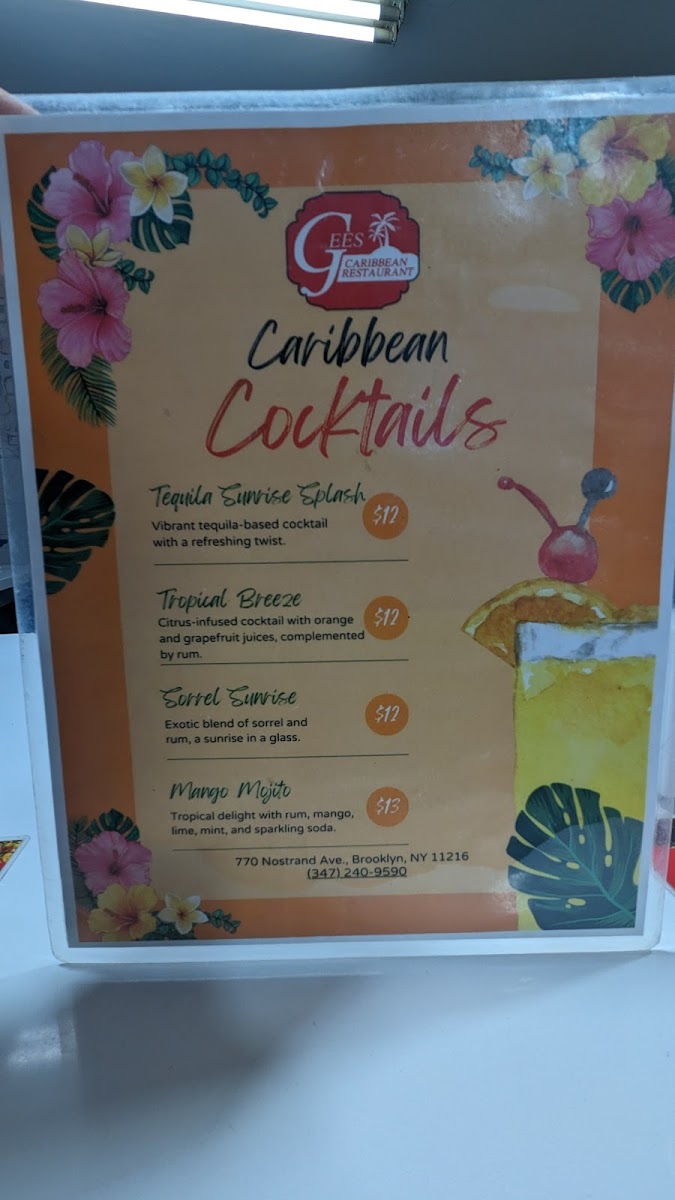 GEES
CARIBBEAN
RESTAURANT
Caribbean
Cocktails
Tequila Sunrise Splash
$12
Vibrant tequila-based cocktail
with a refreshing twist.
Tropical Breeze
$12
Citrus-infused cocktail with orange
and grapefruit juices, complemented
by rum.
Sorrel Sunrise
$12
Exotic blend of sorrel and
rum, a sunrise in a glass.
Mango Mojito
$13
Tropical delight with rum, mango,
lime, mint, and sparkling soda.
770 Nostrand Ave., Brooklyn, NY 11216
(347) 240-9590